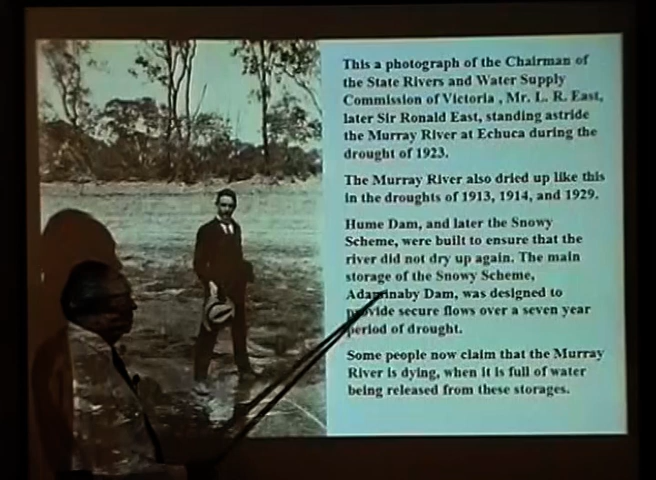 This a photograph of the Chairman of
the State Rivers and Water Supply
Commission of Victoria , Mr. L. R. East,
later Sir Ronald East, standing astride
the Murray River at Echuca during the
drought of 1923.
The Murray River also dried up like this
in the droughts of 1913, 1914, and 1929.
Hume Dam, and later the Snowy
Scheme, were built to ensure that the
river did not dry up again. The main
storage of the Snowy Scheme,
Adaminaby Dam, was designed to
provide secure flows over a seven year
period of drought.
Some people now claim that the Murray
River is dying, when it is full of water
being released from these storages.